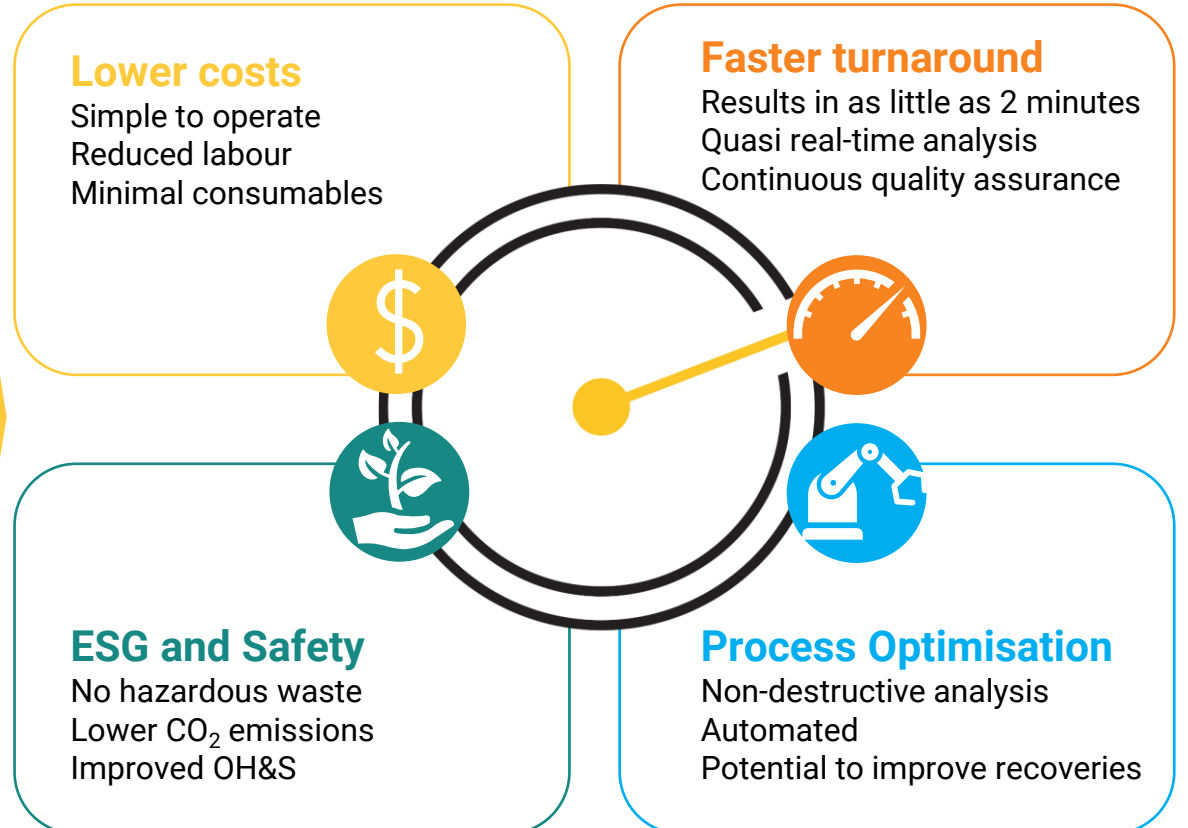 Lower costs
Simple to operate
Reduced labour
Minimal consumables
Faster turnaround
Results in as little as 2 minutes
Quasi real-time analysis
Continuous quality assurance
$
ESG and Safety
No hazardous waste
Lower CO₂ emissions
Improved OH&S
Process Optimisation
Non-destructive analysis
Automated
Potential to improve recoveries